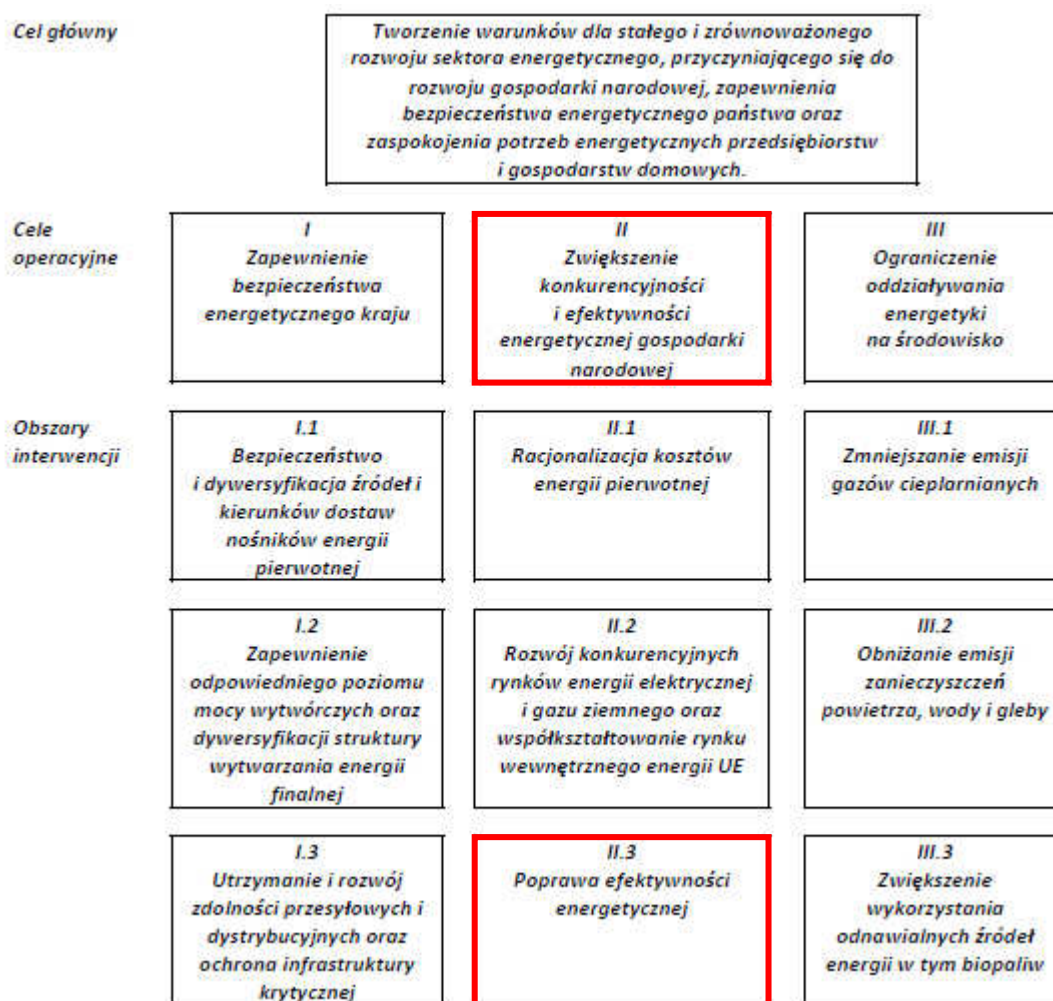 Cel główny
Tworzenie warunków dla stałego i zrównoważonego
rozwoju sektora energetycznego, przyczyniającego się do
rozwoju gospodarki narodowej, zapewnienia
bezpieczeństwa energetycznego państwa oraz
zaspokojenia potrzeb energetycznych przedsiębiorstw
i gospodarstw domowych.
Cele
operacyjne
I
Zapewnienie
bezpieczeństwa
energetycznego kraju
II
Zwiększenie
konkurencyjności
i efektywności
energetycznej gospodarki
narodowej
III
Ograniczenie
oddziaływania
energetyki
na środowisko
Obszary
interwencji
I.1
Bezpieczeństwo
i dywersyfikacja źródeł i
kierunków dostaw
nośników energii
pierwotnej
II.1
Racjonalizacja kosztów
energii pierwotnej
III.1
Zmniejszanie emisji
gazów cieplarnianych
I.2
Zapewnienie
odpowiedniego poziomu
mocy wytwórczych oraz
dywersyfikacji struktury
wytwarzania energii
finalnej
II.2
Rozwój konkurencyjnych
rynków energii elektrycznej
i gazu ziemnego oraz
współkształtowanie rynku
wewnętrznego energii UE
III.2
Obniżanie emisji
zanieczyszczeń
powietrza, wody i gleby
I.3
Utrzymanie i rozwój
zdolności przesyłowych i
dystrybucyjnych oraz
ochrona infrastruktury
krytycznej
II.3
Poprawa efektywności
energetycznej
III.3
Zwiększenie
wykorzystania
odnawialnych źródeł
energii w tym biopaliw